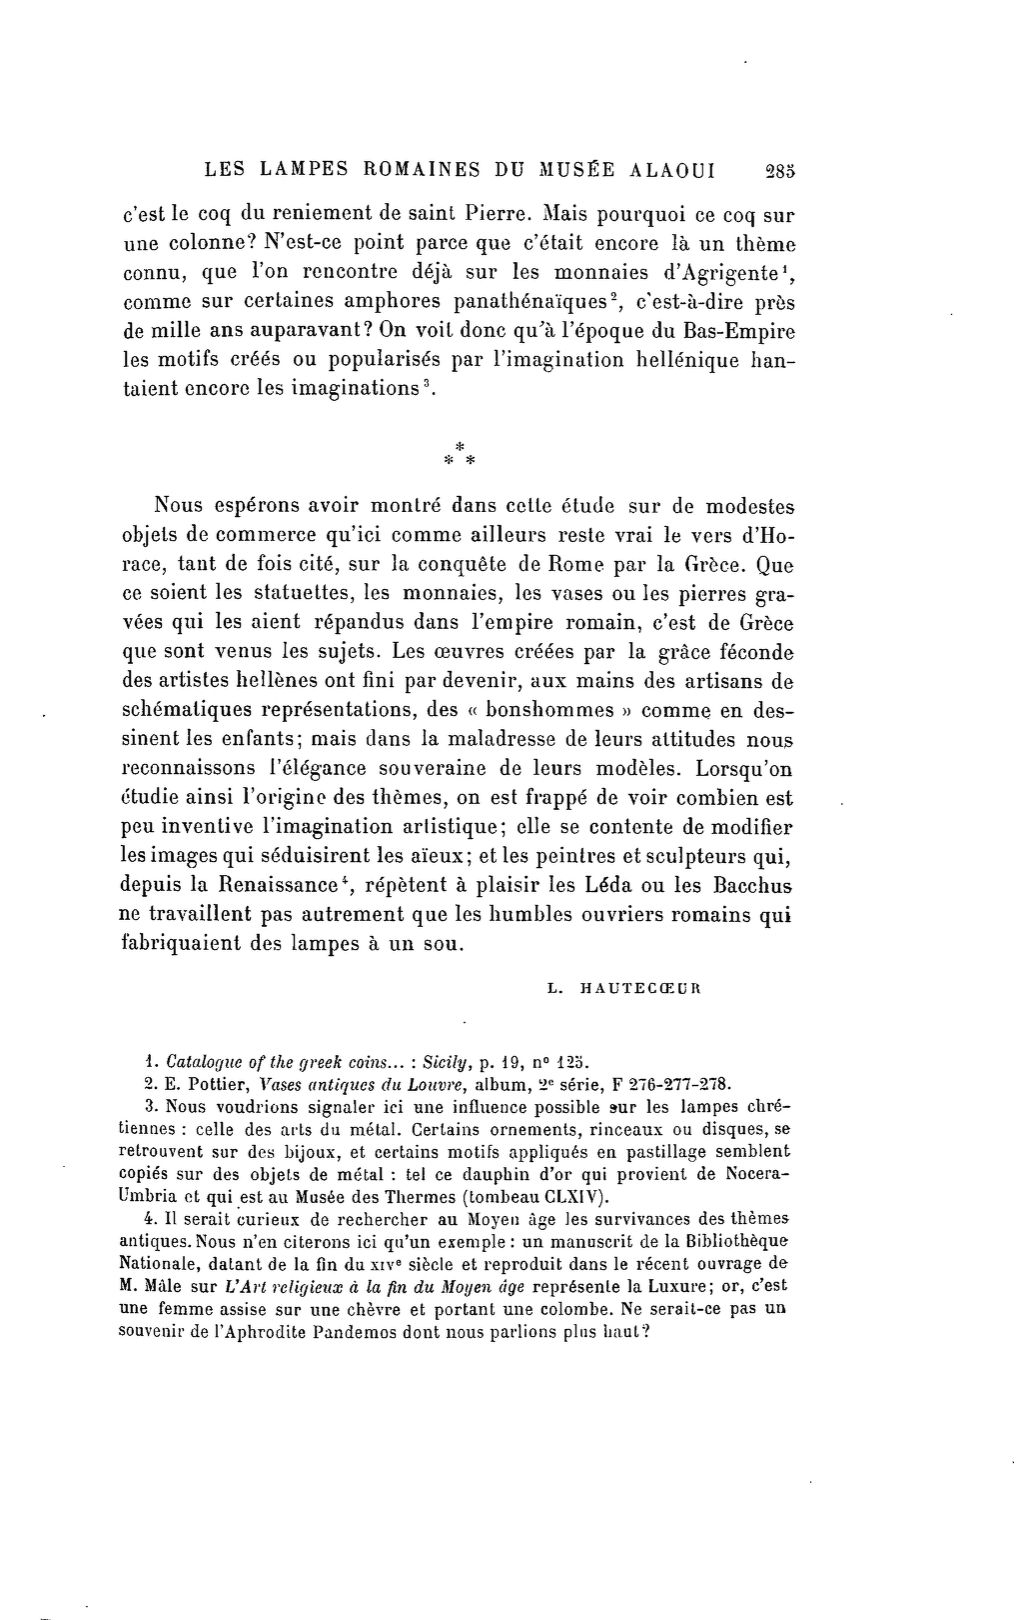 LES LAMPES ROMAINES DU MUSÉE ALAOUI 285
c'est le coq du reniement de saint Pierre. Mais pourquoi ce coq sur
une colonne? N'est-ce point parce que c'était encore là un thème
connu, que l'on rencontre déjà sur les monnaies d'Agrigente¹,
comme sur certaines amphores panathénaïques², c'est-à-dire près
de mille ans auparavant? On voit donc qu'à l'époque du Bas-Empire
les motifs créés ou popularisés par l'imagination hellénique han-
taient encore les imaginations³.
*
* *
Nous espérons avoir montré dans cette étude sur de modestes
objets de commerce qu'ici comme ailleurs reste vrai le vers d'Ho-
race, tant de fois cité, sur la conquête de Rome par la Grèce. Que
ce soient les statuettes, les monnaies, les vases ou les pierres gra-
vées qui les aient répandus dans l'empire romain, c'est de Grèce
que sont venus les sujets. Les œuvres créées par la grâce féconde
des artistes hellènes ont fini par devenir, aux mains des artisans de
schématiques représentations, des « bonshommes » comme en des-
sinent les enfants; mais dans la maladresse de leurs attitudes nous
reconnaissons l'élégance souveraine de leurs modèles. Lorsqu'on
étudie ainsi l'origine des thèmes, on est frappé de voir combien est
peu inventive l'imagination artistique; elle se contente de modifier
les images qui séduisirent les aïeux; et les peintres et sculpteurs qui,
depuis la Renaissance⁴, répètent à plaisir les Léda ou les Bacchus
ne travaillent pas autrement que les humbles ouvriers romains qui
fabriquaient des lampes à un sou.
L. HAUTECŒUR
1. Catalogue of the greek coins... : Sicily, p. 19, n° 125.
2. E. Pottier, Vases antiques du Louvre, album, 2ᵉ série, F 276-277-278.
3. Nous voudrions signaler ici une influence possible sur les lampes chré-
tiennes : celle des arts du métal. Certains ornements, rinceaux ou disques, se
retrouvent sur des bijoux, et certains motifs appliqués en pastillage semblent
copiés sur des objets de métal : tel ce dauphin d'or qui provient de Nocera-
Umbria et qui est au Musée des Thermes (tombeau CLXIV).
4. Il serait curieux de rechercher au Moyen âge les survivances des thèmes
antiques. Nous n'en citerons ici qu'un exemple : un manuscrit de la Bibliothèque
Nationale, datant de la fin du XIVᵉ siècle et reproduit dans le récent ouvrage de
M. Mâle sur L'Art religieux à la fin du Moyen âge représente la Luxure; or, c'est
une femme assise sur une chèvre et portant une colombe. Ne serait-ce pas un
souvenir de l'Aphrodite Pandemos dont nous parlions plus haut?